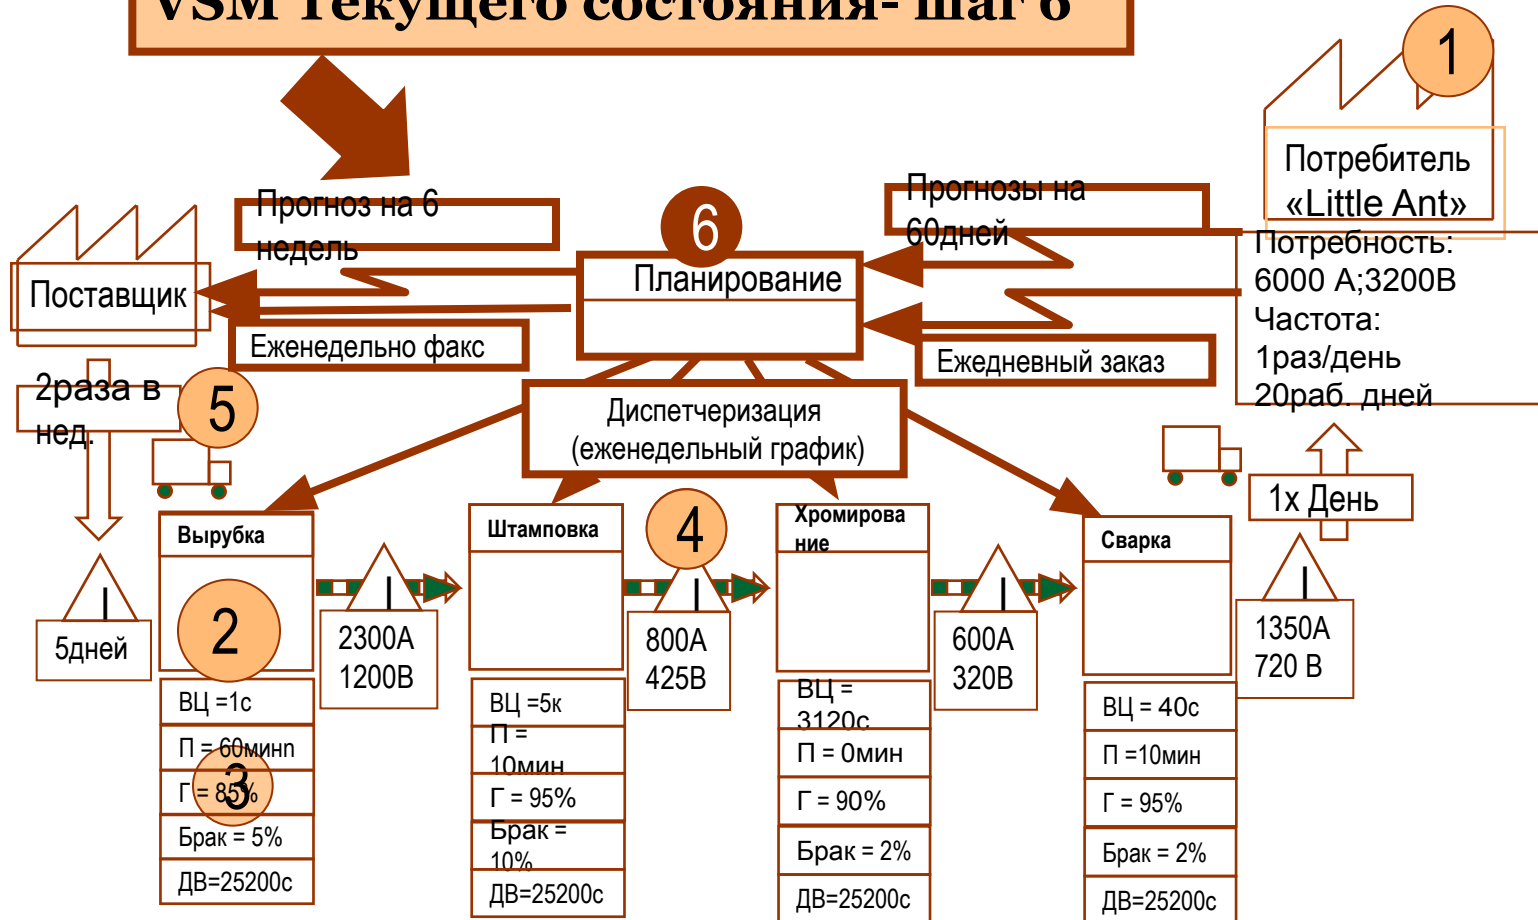 VSM Текущего состояния- шаг 6
1
Потребитель
«Little Ant»
Потребность:
6000 А;3200В
Частота:
1раз/день
20раб. дней
Прогнозы на
60дней
Ежедневный заказ
6
Планирование
Прогноз на 6
недель
Еженедельно факс
Поставщик
2раза в
нед.
5
Диспетчеризация
(еженедельный график)
1х День
I
5дней
Вырубка
2
ВЦ =1с
П = 60минn
3
Г = 85%
Брак = 5%
ДВ=25200с
I
2300А
1200В
Штамповка
ВЦ =5к
П =
10мин
Г = 95%
Брак =
10%
ДВ=25200с
4
I
800А
425В
Хромирова
ние
ВЦ =
3120с
П = 0мин
Г = 90%
Брак = 2%
ДВ=25200с
I
600А
320В
Сварка
ВЦ = 40с
П =10мин
Г = 95%
Брак = 2%
ДВ=25200с
I
1350А
720 В